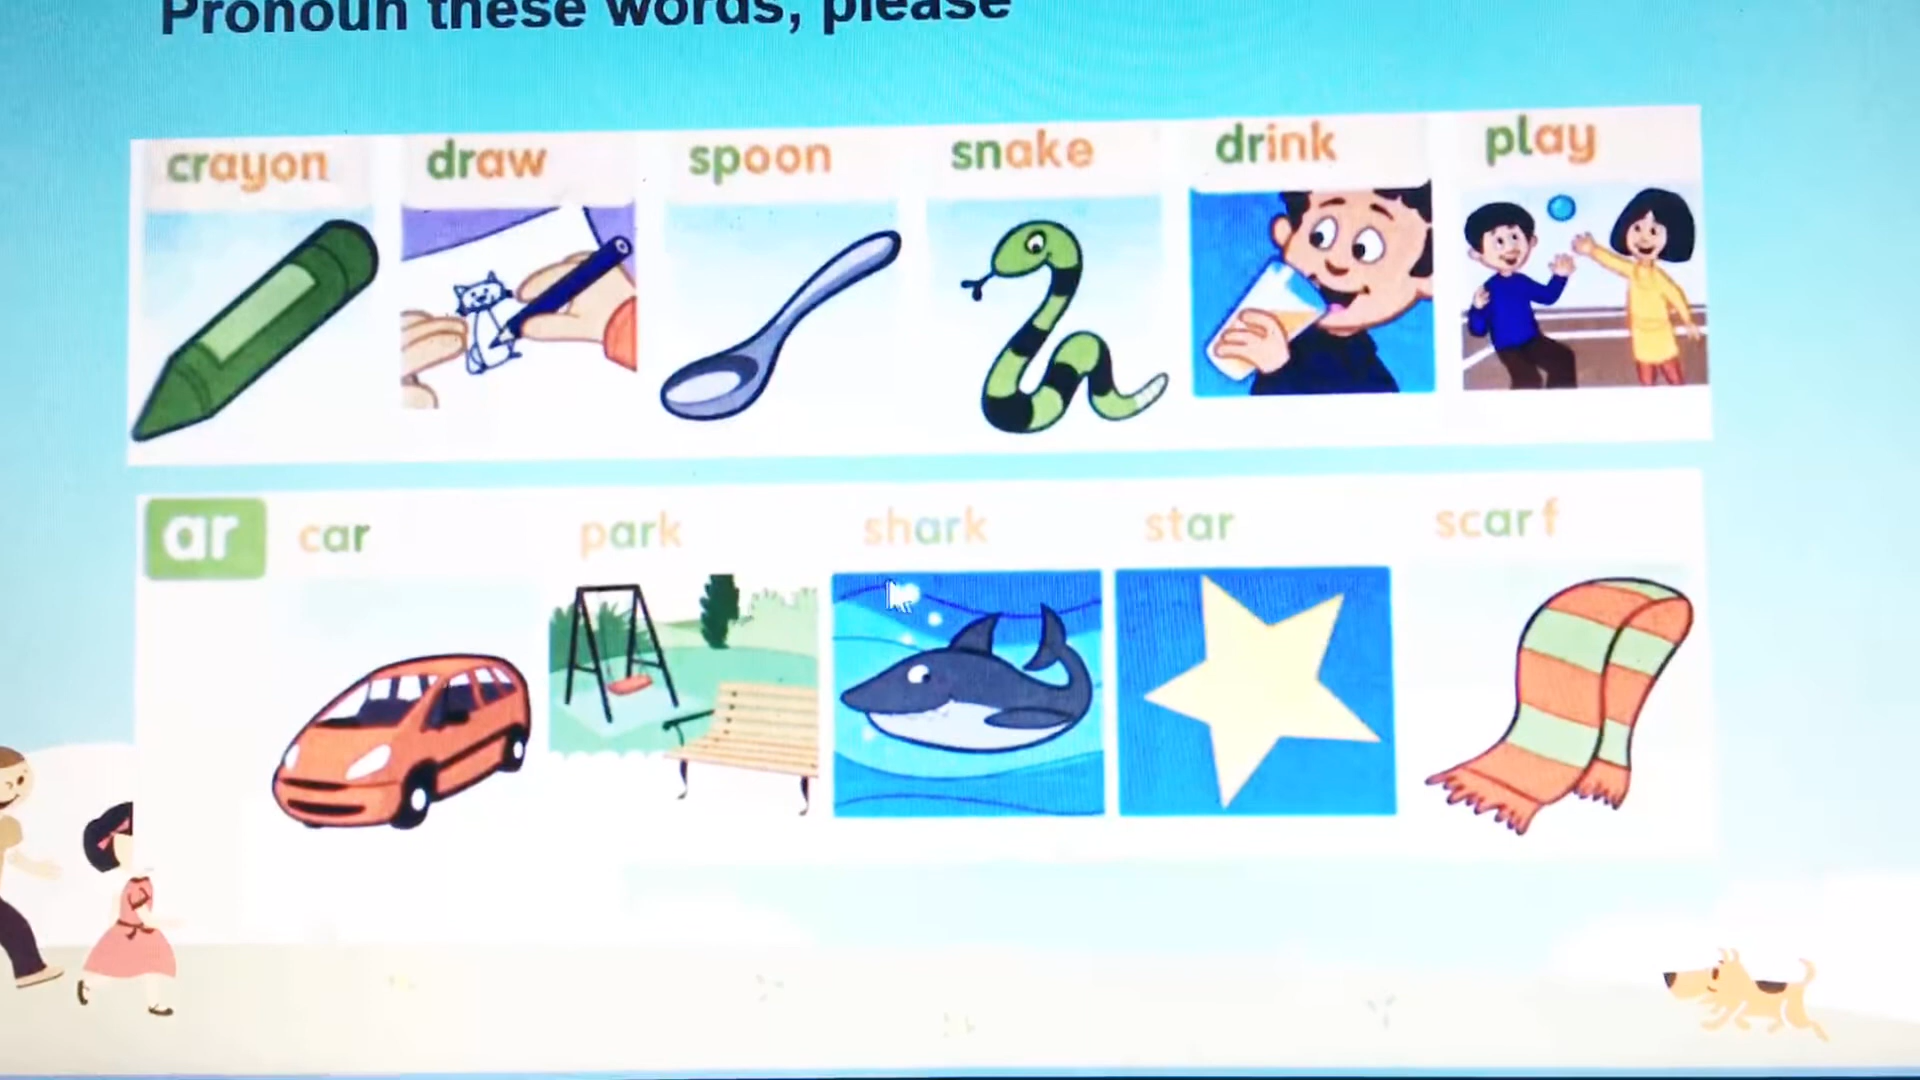 Pronoun these words, please
crayon draw spoon snake drink play
ar car park shark star scarf